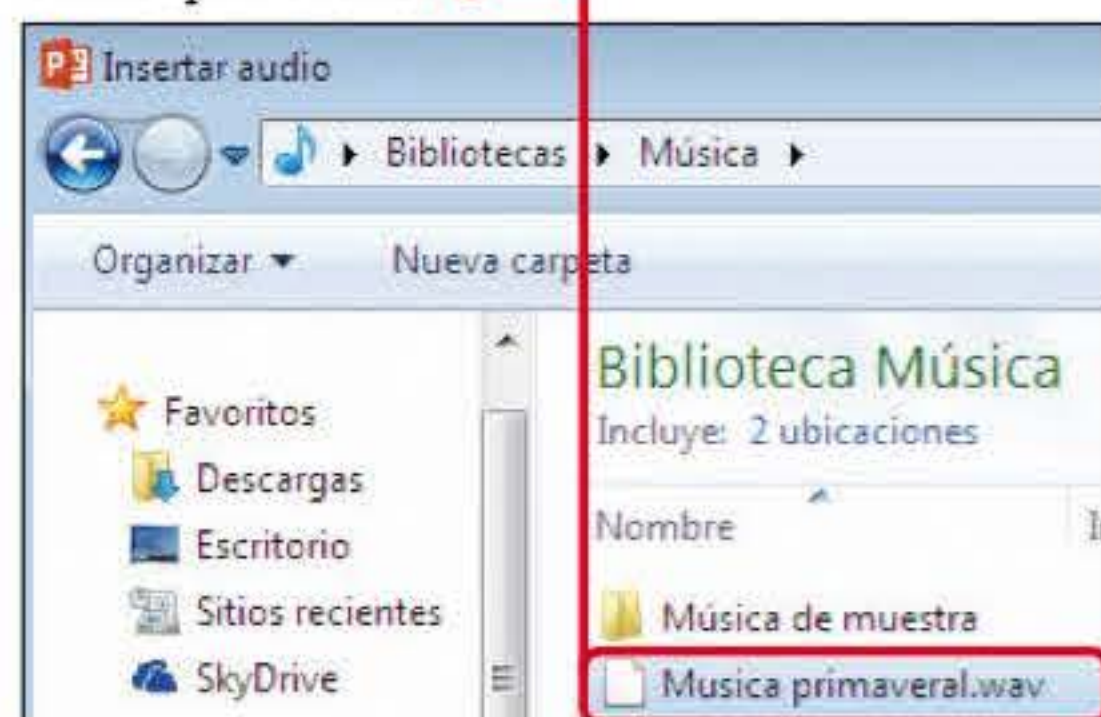 Insertar audio
Bibliotecas Música
Organizar Nueva carpeta
Favoritos
Descargas
Escritorio
Sitios recientes
SkyDrive
Biblioteca Música
Incluye: 2 ubicaciones
Nombre
Música de muestra
Musica primaveral.wav